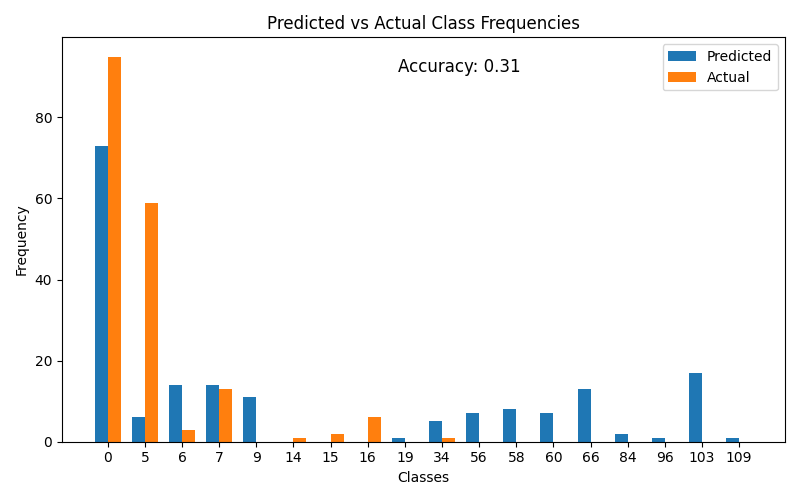 Predicted vs Actual Class Frequencies
Accuracy: 0.31
Predicted
Actual
Frequency
80
60
40
20
0
0 5 6 7 9 14 15 16 19 34 56 58 60 66 84 96 103 109
Classes